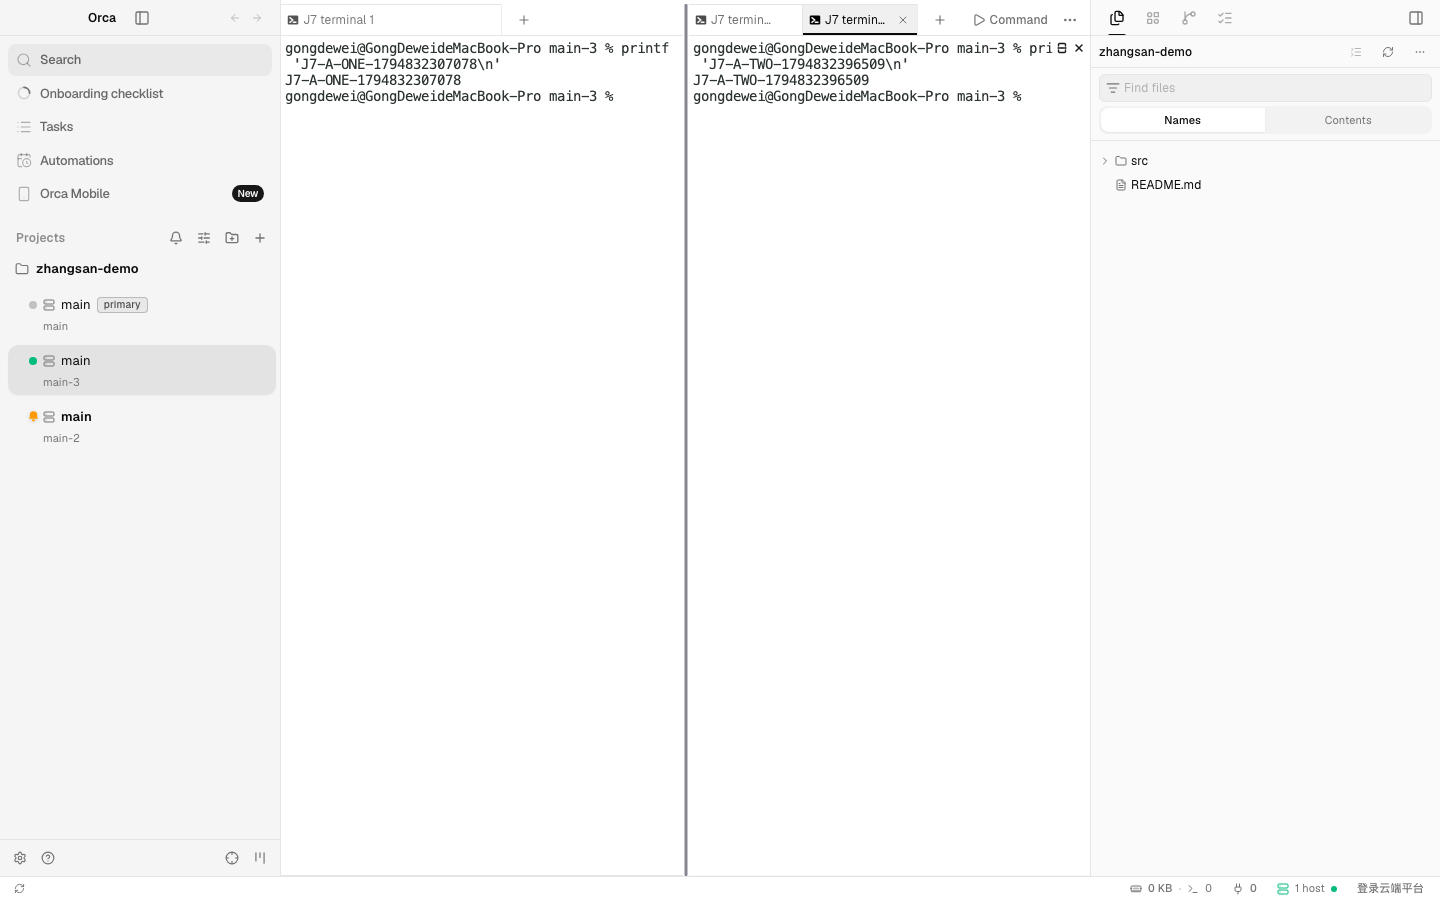 Orca
Search
Onboarding checklist
Tasks
Automations
Orca Mobile New
Projects
zhangsan-demo
main primary
main
main
main-3
main
main-2
J7 terminal 1
gongdewei@GongDeweideMacBook-Pro main-3 % printf
'J7-A-ONE-1794832307078\n'
J7-A-ONE-1794832307078
gongdewei@GongDeweideMacBook-Pro main-3 %
J7 termin... J7 termin... Command
gongdewei@GongDeweideMacBook-Pro main-3 % pri
'J7-A-TWO-1794832396509\n'
J7-A-TWO-1794832396509
gongdewei@GongDeweideMacBook-Pro main-3 %
zhangsan-demo
Find files
Names Contents
src
README.md
0 KB · 0 0 1 host 登录云端平台